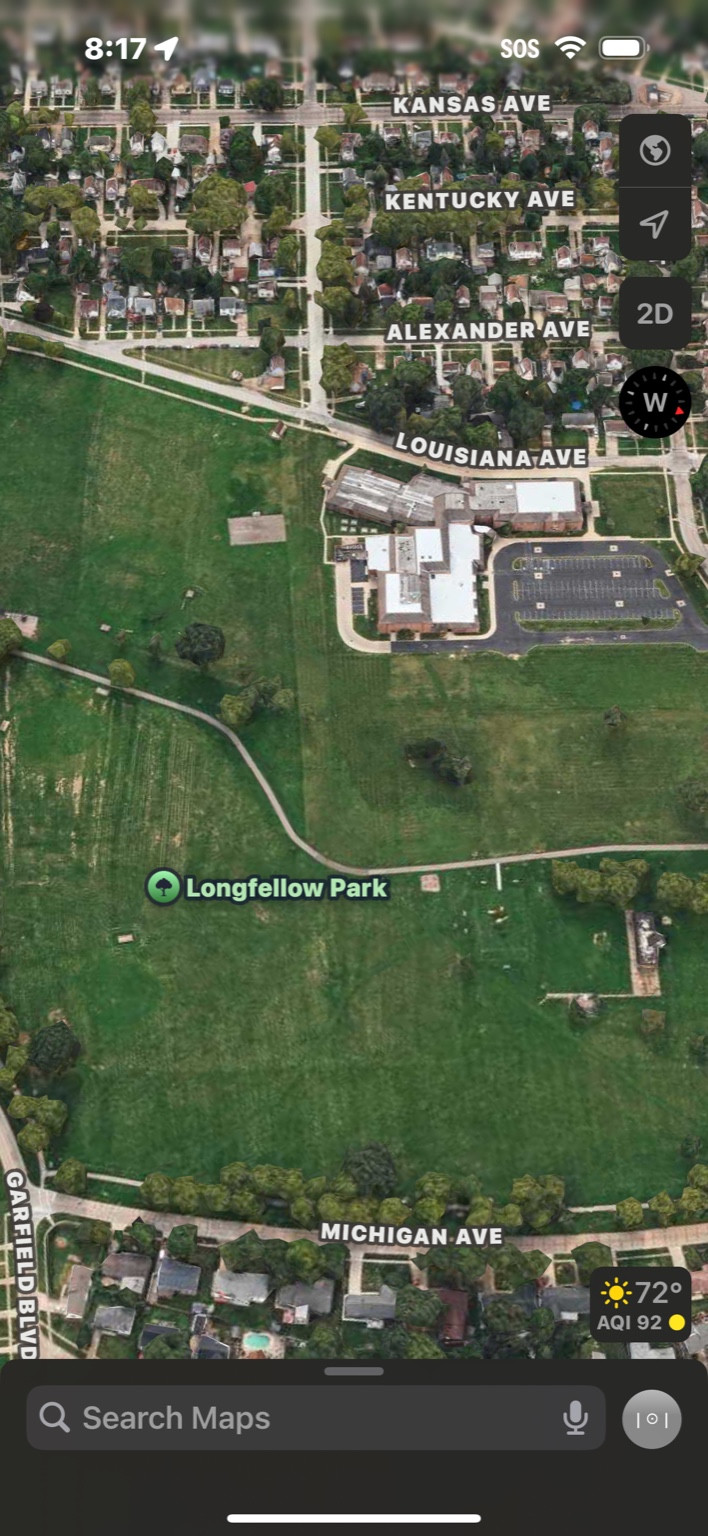 8:17
SOS
KANSAS AVE
KENTUCKY AVE
2D
ALEXANDER AVE
W
LOUISIANA AVE
Longfellow Park
GARFIELD BLVD
MICHIGAN AVE
72°
AQI 92
Search Maps